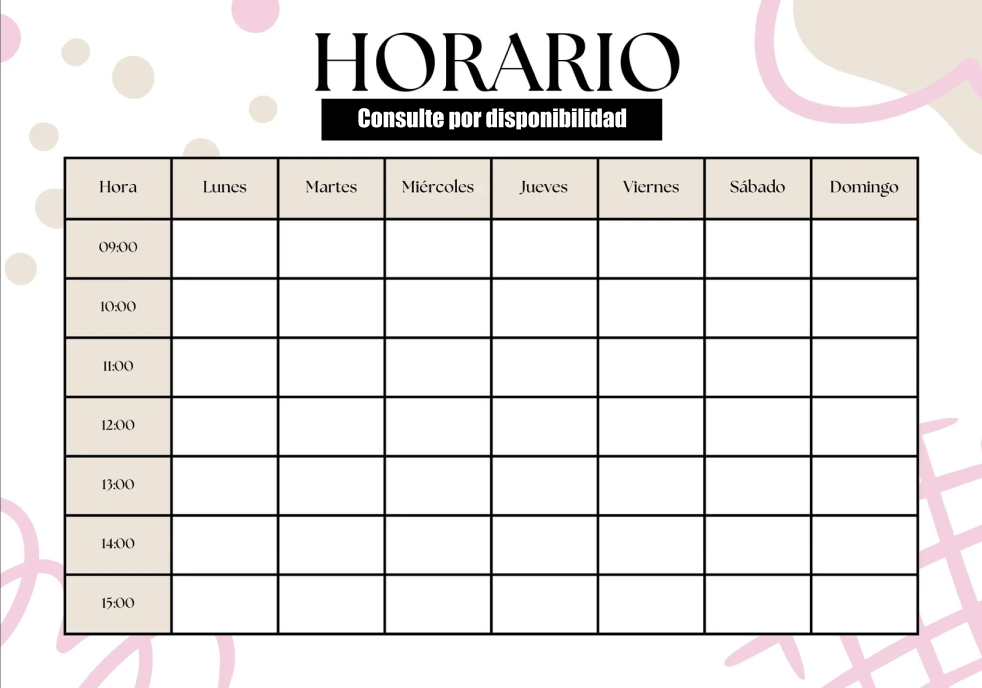 HORARIO
Consulte por disponibilidad
Hora Lunes Martes Miércoles Jueves Viernes Sábado Domingo
09:00
10:00
11:00
12:00
13:00
14:00
15:00